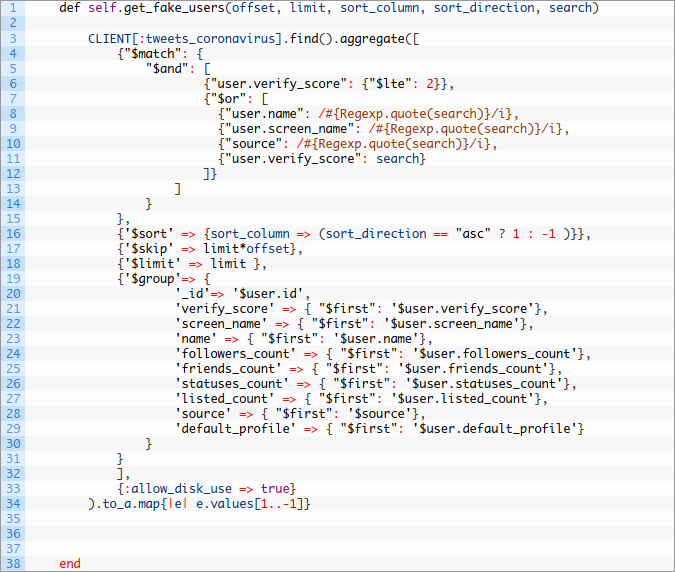 1 def self.get_fake_users(offset, limit, sort_column, sort_direction, search)
2
3 CLIENT[:tweets_coronavirus].find().aggregate([
4 {"$match": {
5 "$and": [
6 {"user.verify_score": {"$lte": 2}},
7 {"$or": [
8 {"user.name": /#{Regexp.quote(search)}/i},
9 {"user.screen_name": /#{Regexp.quote(search)}/i},
10 {"source": /#{Regexp.quote(search)}/i},
11 {"user.verify_score": search}
12 ]}
13 ]
14 }
15 },
16 {'$sort' => {sort_column => (sort_direction == "asc" ? 1 : -1 )}},
17 {'$skip' => limit*offset},
18 {'$limit' => limit },
19 {'$group'=> {
20 '_id'=> '$user.id',
21 'verify_score' => { "$first": '$user.verify_score'},
22 'screen_name' => { "$first": '$user.screen_name'},
23 'name' => { "$first": '$user.name'},
24 'followers_count' => { "$first": '$user.followers_count'},
25 'friends_count' => { "$first": '$user.friends_count'},
26 'statuses_count' => { "$first": '$user.statuses_count'},
27 'listed_count' => { "$first": '$user.listed_count'},
28 'source' => { "$first": '$source'},
29 'default_profile' => { "$first": '$user.default_profile'}
30 }
31 }
32 ],
33 {:allow_disk_use => true}
34 ).to_a.map{|e| e.values[1..-1]}
35
36
37
38 end